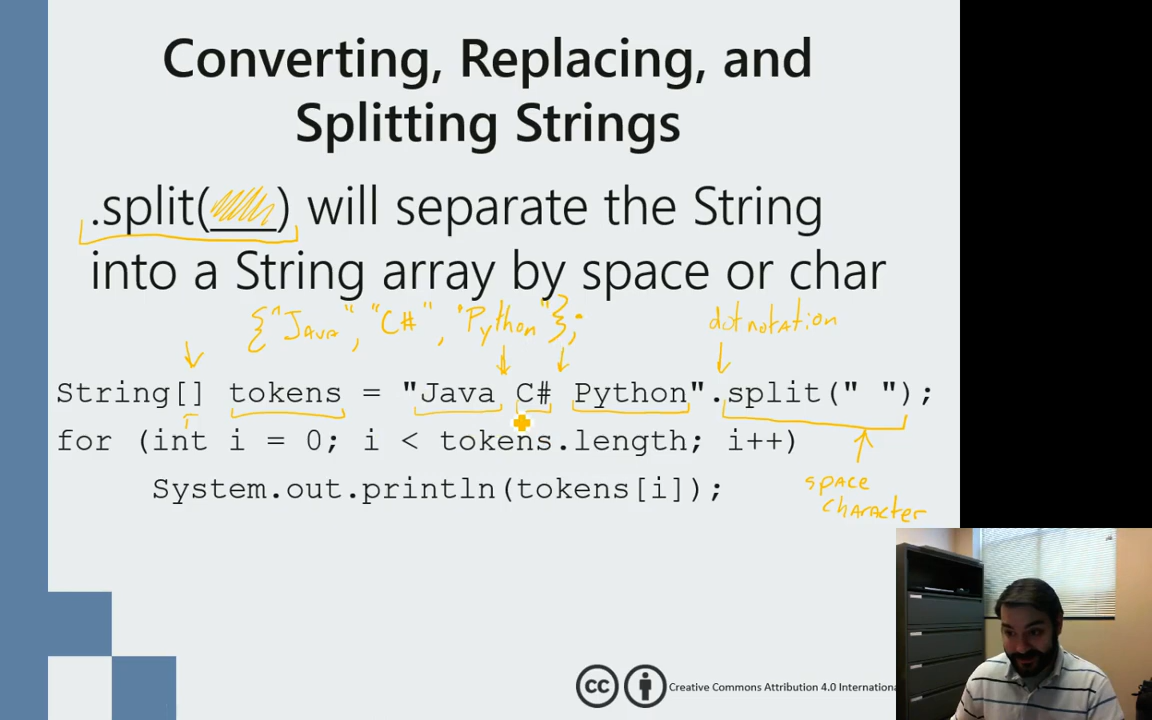 Converting, Replacing, and
Splitting Strings
.split(____) will separate the String
into a String array by space or char
{"Java", "C#", "Python"};
dot notation
String[] tokens = "Java C# Python".split(" ");
for (int i = 0; i < tokens.length; i++)
System.out.println(tokens[i]);
space
character
Creative Commons Attribution 4.0 Internationa